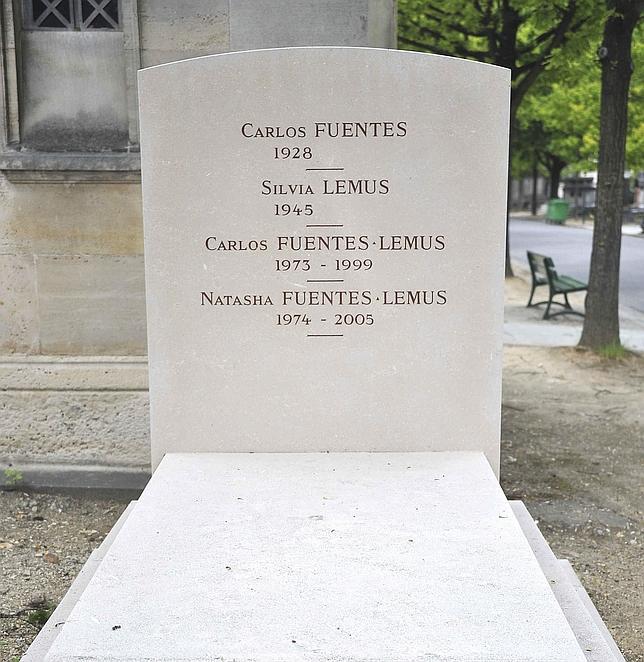 Carlos FUENTES
1928
Silvia LEMUS
1945
Carlos FUENTES·LEMUS
1973 - 1999
Natasha FUENTES·LEMUS
1974 - 2005